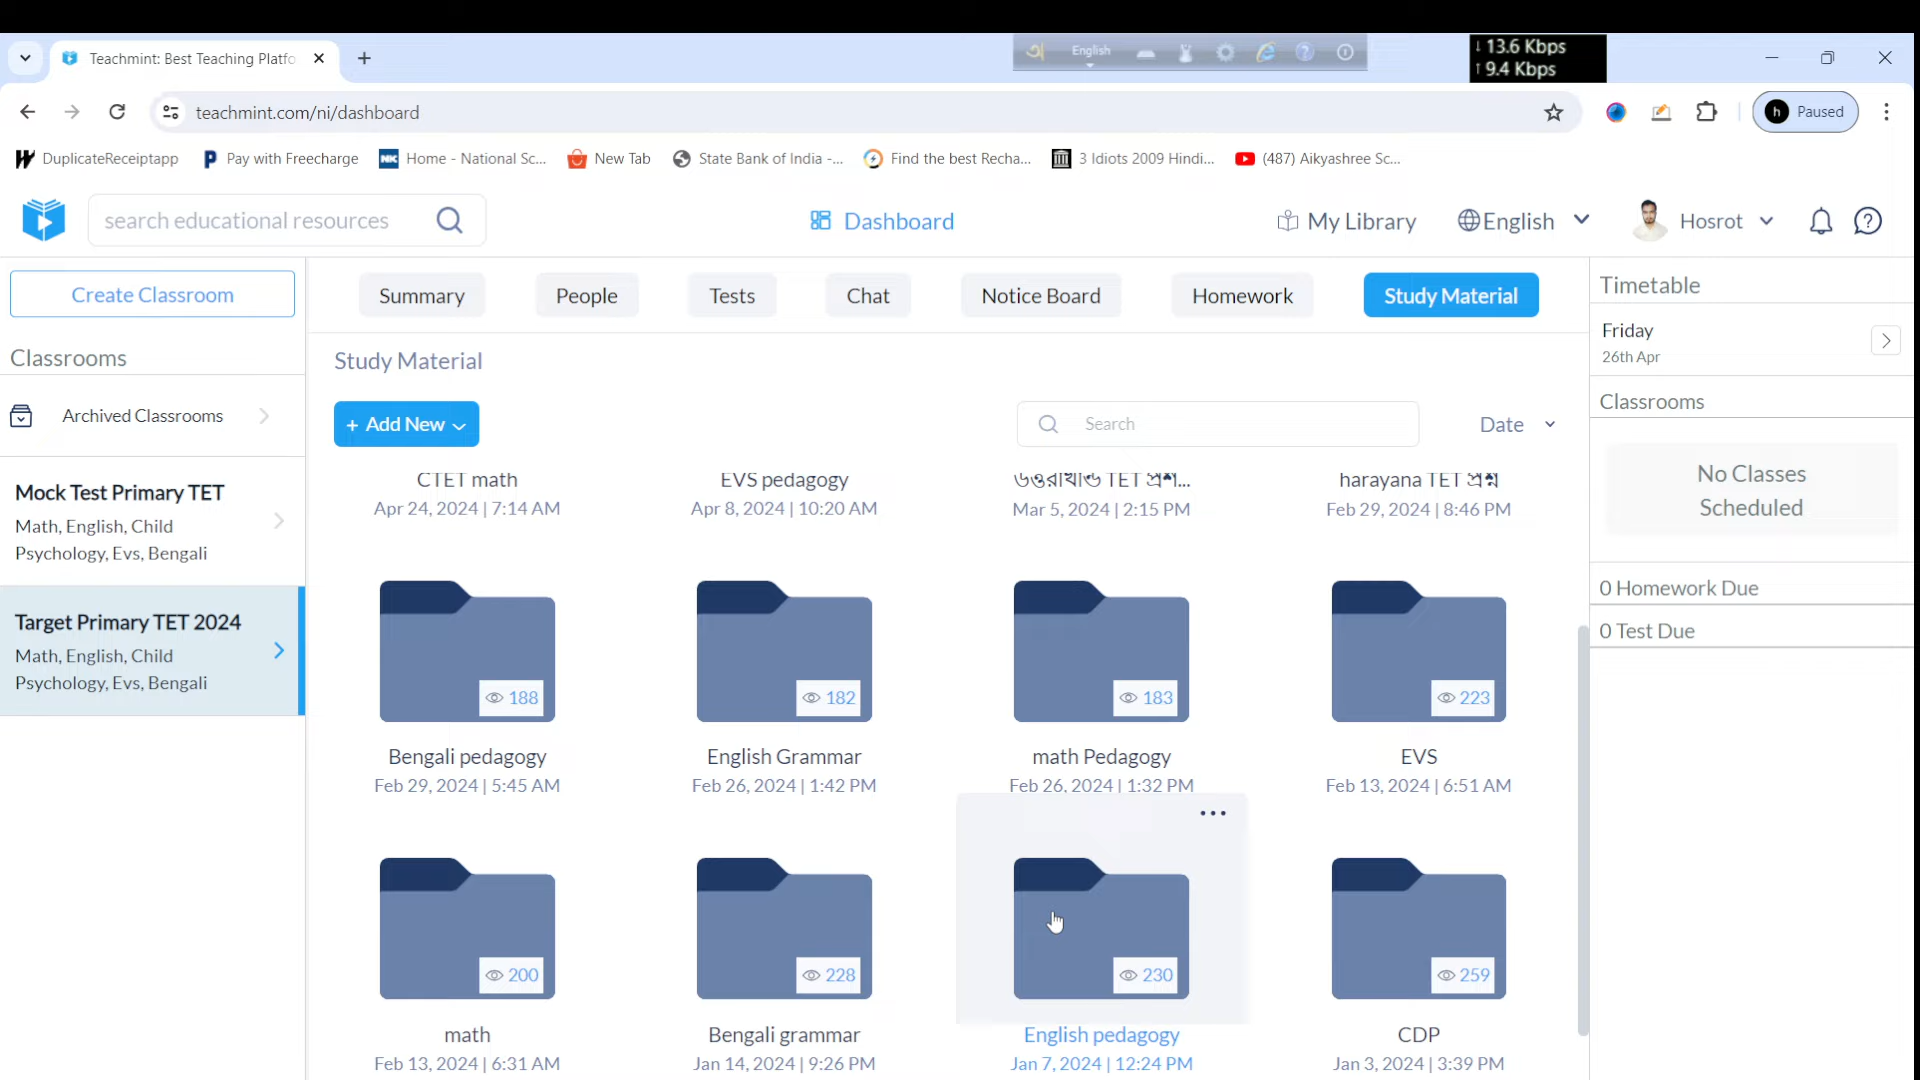 Teachmint: Best Teaching Platfo
English
↓ 13.6 Kbps
↑ 9.4 Kbps
teachmint.com/ni/dashboard
h Paused
DuplicateReceiptapp
Pay with Freecharge
NK Home - National Sc...
New Tab
State Bank of India -...
Find the best Recha...
3 Idiots 2009 Hindi...
(487) Aikyashree Sc...
search educational resources
Dashboard
My Library
English
Hosrot
Create Classroom
Summary
People
Tests
Chat
Notice Board
Homework
Study Material
Timetable
Friday
26th Apr
Classrooms
Archived Classrooms
Study Material
+ Add New
Search
Date
Classrooms
No Classes
Scheduled
Mock Test Primary TET
Math, English, Child
Psychology, Evs, Bengali
CTET math
Apr 24, 2024 | 7:14 AM
EVS pedagogy
Apr 8, 2024 | 10:20 AM
উওরাখান্ড TET প্রশ্ন...
Mar 5, 2024 | 2:15 PM
harayana TET প্রশ্ন
Feb 29, 2024 | 8:46 PM
0 Homework Due
0 Test Due
Target Primary TET 2024
Math, English, Child
Psychology, Evs, Bengali
188
Bengali pedagogy
Feb 29, 2024 | 5:45 AM
182
English Grammar
Feb 26, 2024 | 1:42 PM
183
math Pedagogy
Feb 26, 2024 | 1:32 PM
223
EVS
Feb 13, 2024 | 6:51 AM
200
math
Feb 13, 2024 | 6:31 AM
228
Bengali grammar
Jan 14, 2024 | 9:26 PM
230
English pedagogy
Jan 7, 2024 | 12:24 PM
259
CDP
Jan 3, 2024 | 3:39 PM